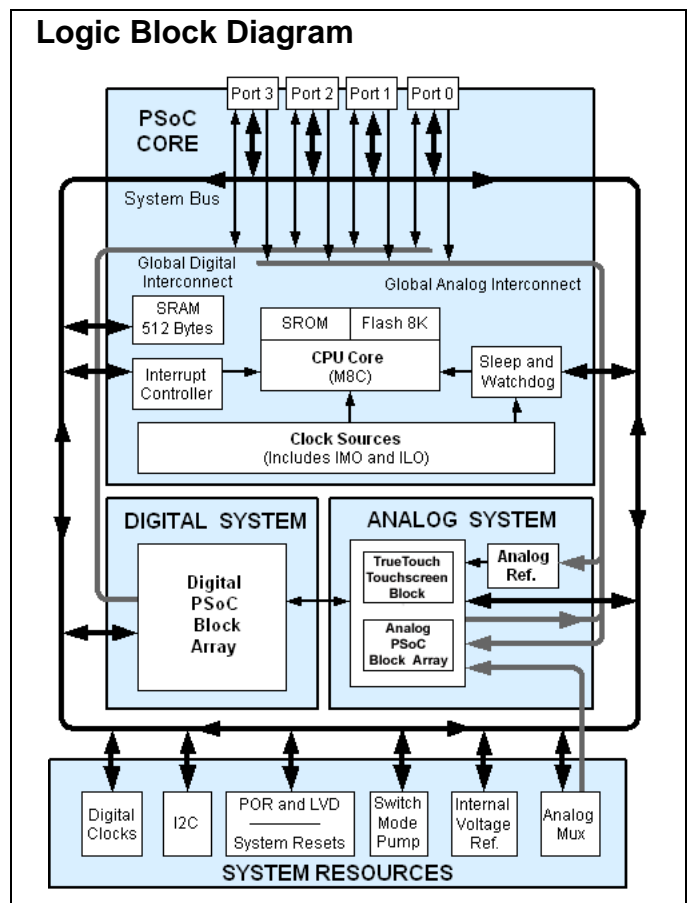 Logic Block Diagram
Port 3
Port 2
Port 1
Port 0
PSoC
CORE
System Bus
Global Digital
Interconnect
Global Analog Interconnect
SRAM
512 Bytes
SROM
Flash 8K
CPU Core
(M8C)
Interrupt
Controller
Sleep and
Watchdog
Clock Sources
(Includes IMO and ILO)
DIGITAL SYSTEM
Digital
PSoC
Block
Array
ANALOG SYSTEM
TrueTouch
Touchscreen
Block
Analog
Ref.
Analog
PSoC
Block Array
Digital
Clocks
I2C
POR and LVD
System Resets
Switch
Mode
Pump
Internal
Voltage
Ref.
Analog
Mux
SYSTEM RESOURCES